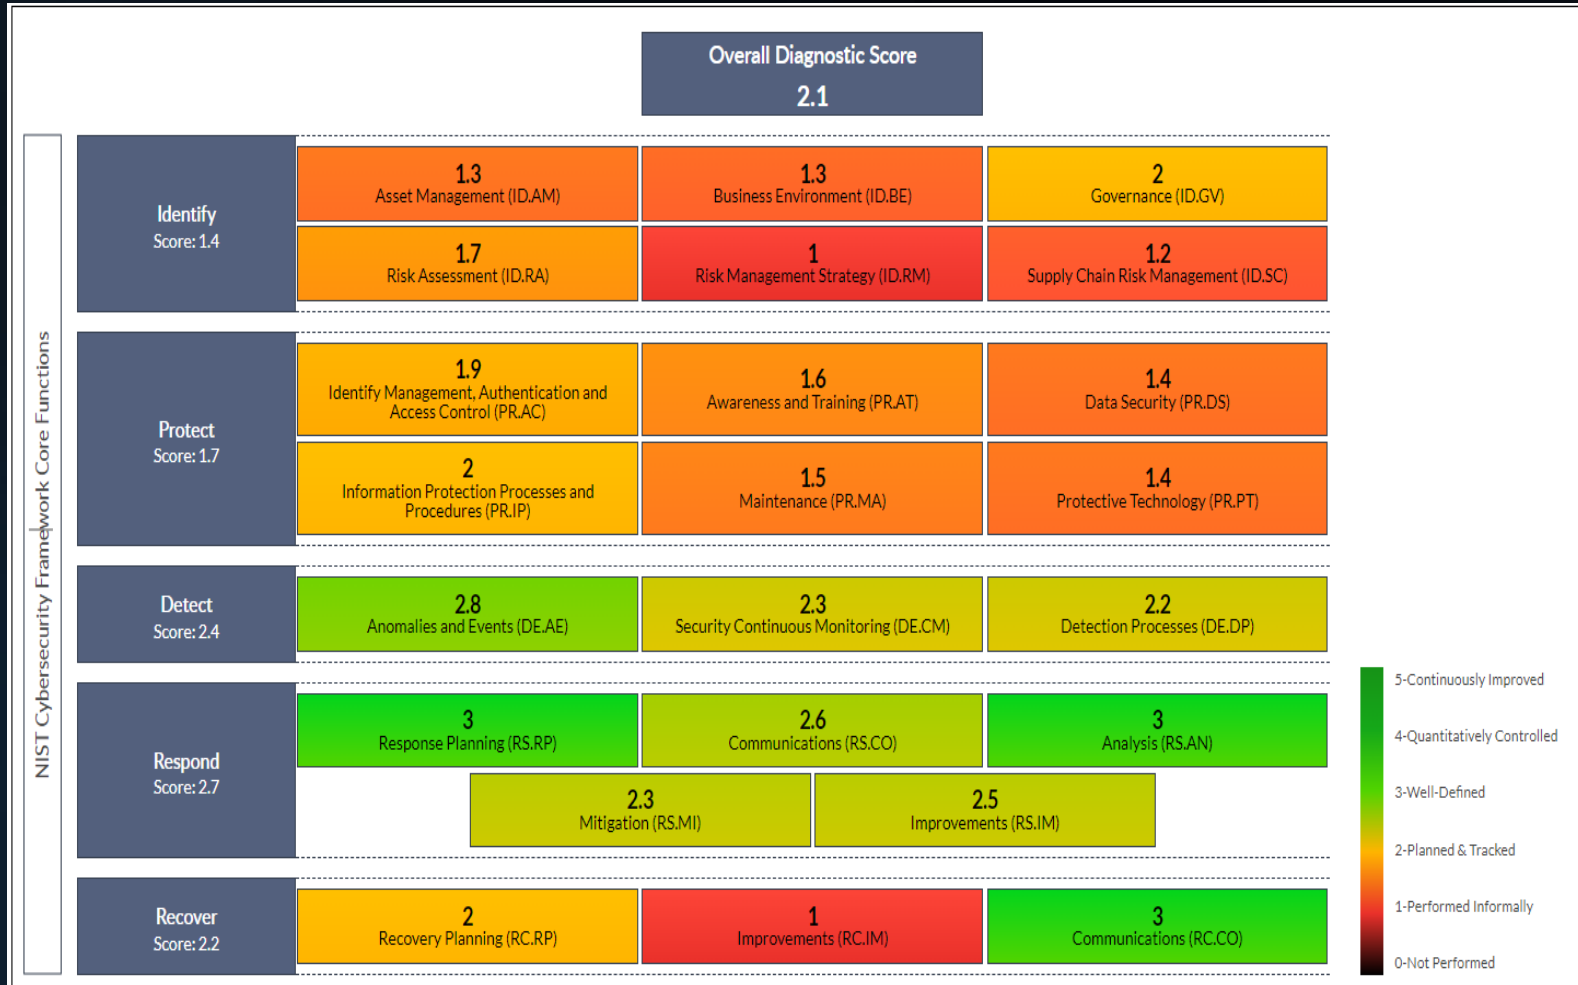 Overall Diagnostic Score
2.1
NIST Cybersecurity Framework Core Functions
Identify
Score: 1.4
1.3
Asset Management (ID.AM)
1.3
Business Environment (ID.BE)
2
Governance (ID.GV)
1.7
Risk Assessment (ID.RA)
1
Risk Management Strategy (ID.RM)
1.2
Supply Chain Risk Management (ID.SC)
Protect
Score: 1.7
1.9
Identify Management, Authentication and
Access Control (PR.AC)
1.6
Awareness and Training (PR.AT)
1.4
Data Security (PR.DS)
2
Information Protection Processes and
Procedures (PR.IP)
1.5
Maintenance (PR.MA)
1.4
Protective Technology (PR.PT)
Detect
Score: 2.4
2.8
Anomalies and Events (DE.AE)
2.3
Security Continuous Monitoring (DE.CM)
2.2
Detection Processes (DE.DP)
Respond
Score: 2.7
3
Response Planning (RS.RP)
2.6
Communications (RS.CO)
3
Analysis (RS.AN)
2.3
Mitigation (RS.MI)
2.5
Improvements (RS.IM)
Recover
Score: 2.2
2
Recovery Planning (RC.RP)
1
Improvements (RC.IM)
3
Communications (RC.CO)
5-Continuously Improved
4-Quantitatively Controlled
3-Well-Defined
2-Planned & Tracked
1-Performed Informally
0-Not Performed